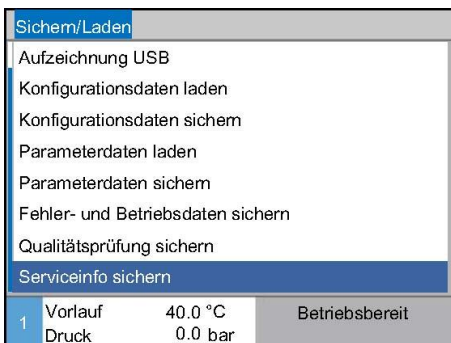 Sichern/Laden
Aufzeichnung USB
Konfigurationsdaten laden
Konfigurationsdaten sichern
Parameterdaten laden
Parameterdaten sichern
Fehler- und Betriebsdaten sichern
Qualitätsprüfung sichern
Serviceinfo sichern
1 Vorlauf 40.0 °C Betriebsbereit
Druck 0.0 bar